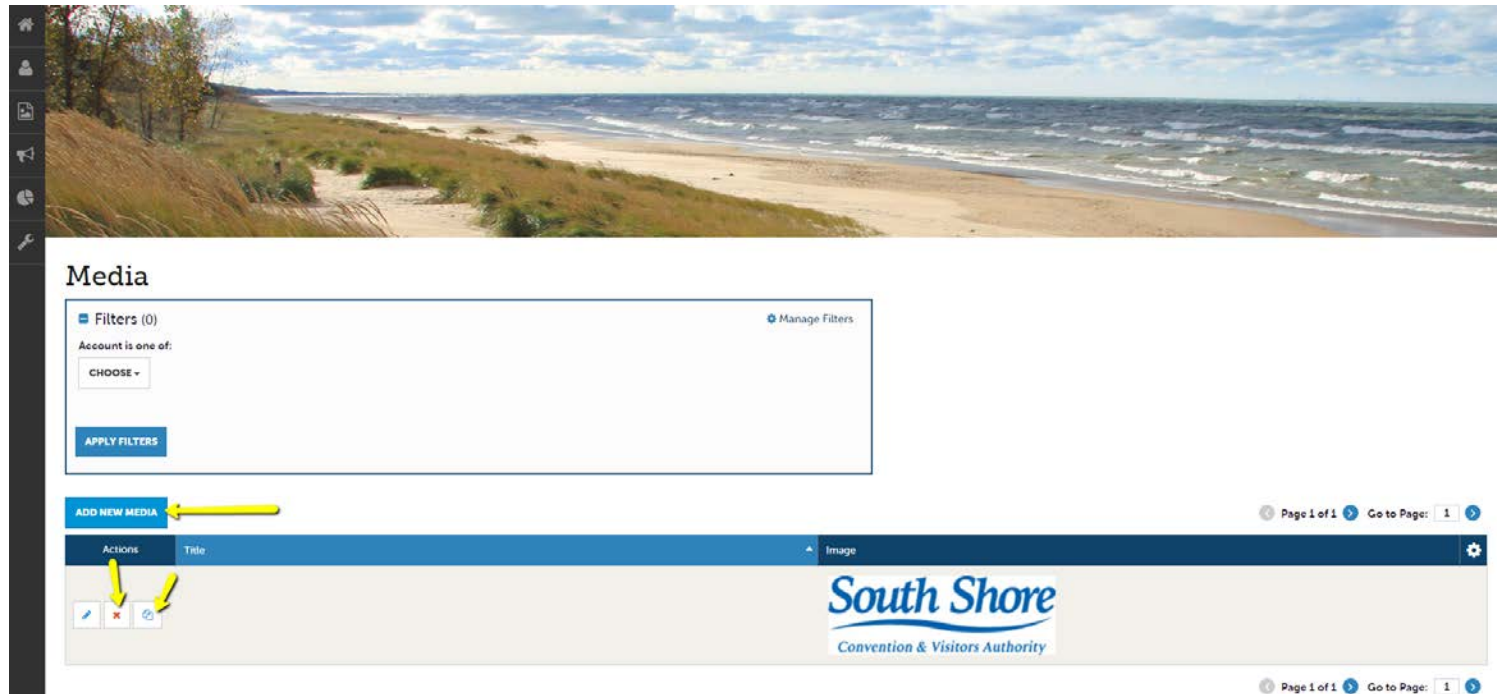 Media
Filters (0)
Manage Filters
Account is one of:
CHOOSE
APPLY FILTERS
ADD NEW MEDIA
Page 1 of 1 Go to Page: 1
Actions Title Image
South Shore
Convention & Visitors Authority
Page 1 of 1 Go to Page: 1